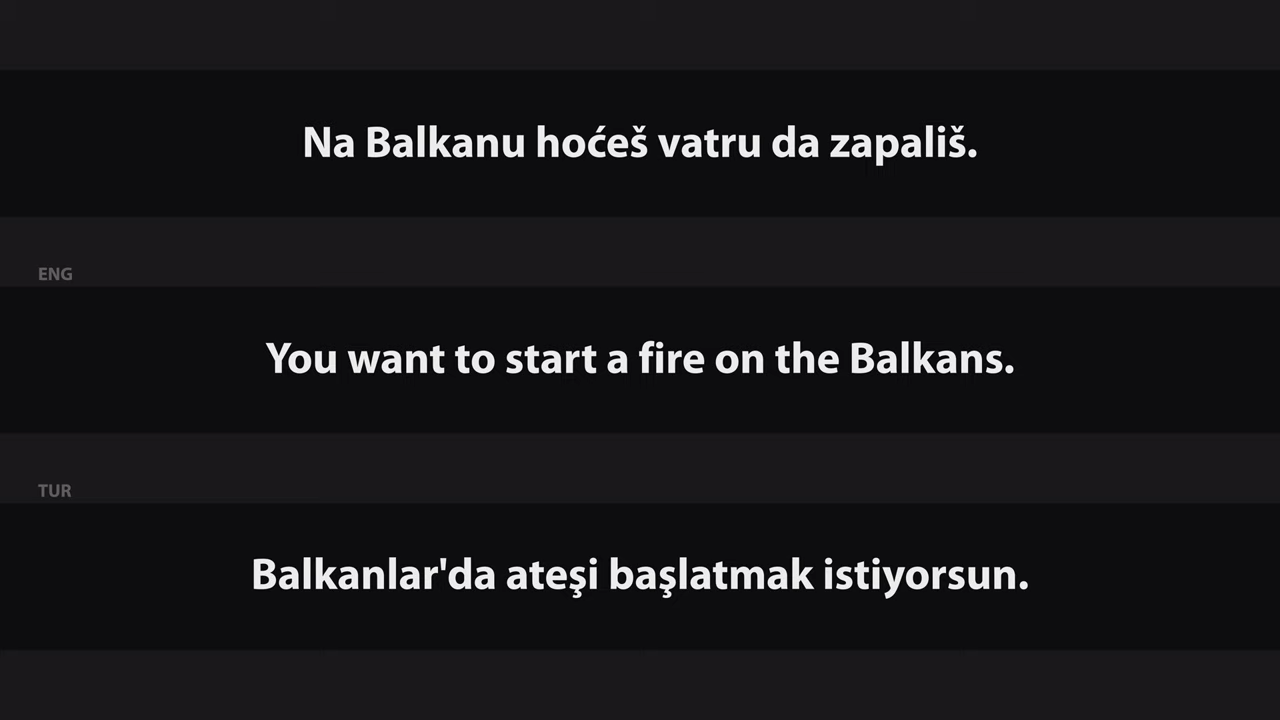 Na Balkanu hoćeš vatru da zapališ.
ENG
You want to start a fire on the Balkans.
TUR
Balkanlar'da ateşi başlatmak istiyorsun.